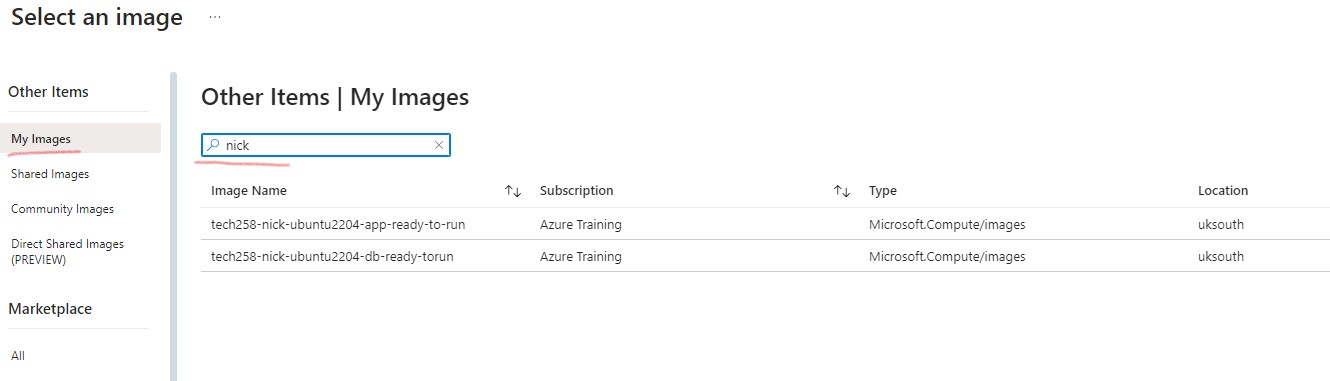 Select an image ...
Other Items
My Images
Shared Images
Community Images
Direct Shared Images
(PREVIEW)
Marketplace
All
Other Items | My Images
nick
Image Name Subscription Type Location
tech258-nick-ubuntu2204-app-ready-to-run Azure Training Microsoft.Compute/images uksouth
tech258-nick-ubuntu2204-db-ready-torun Azure Training Microsoft.Compute/images uksouth